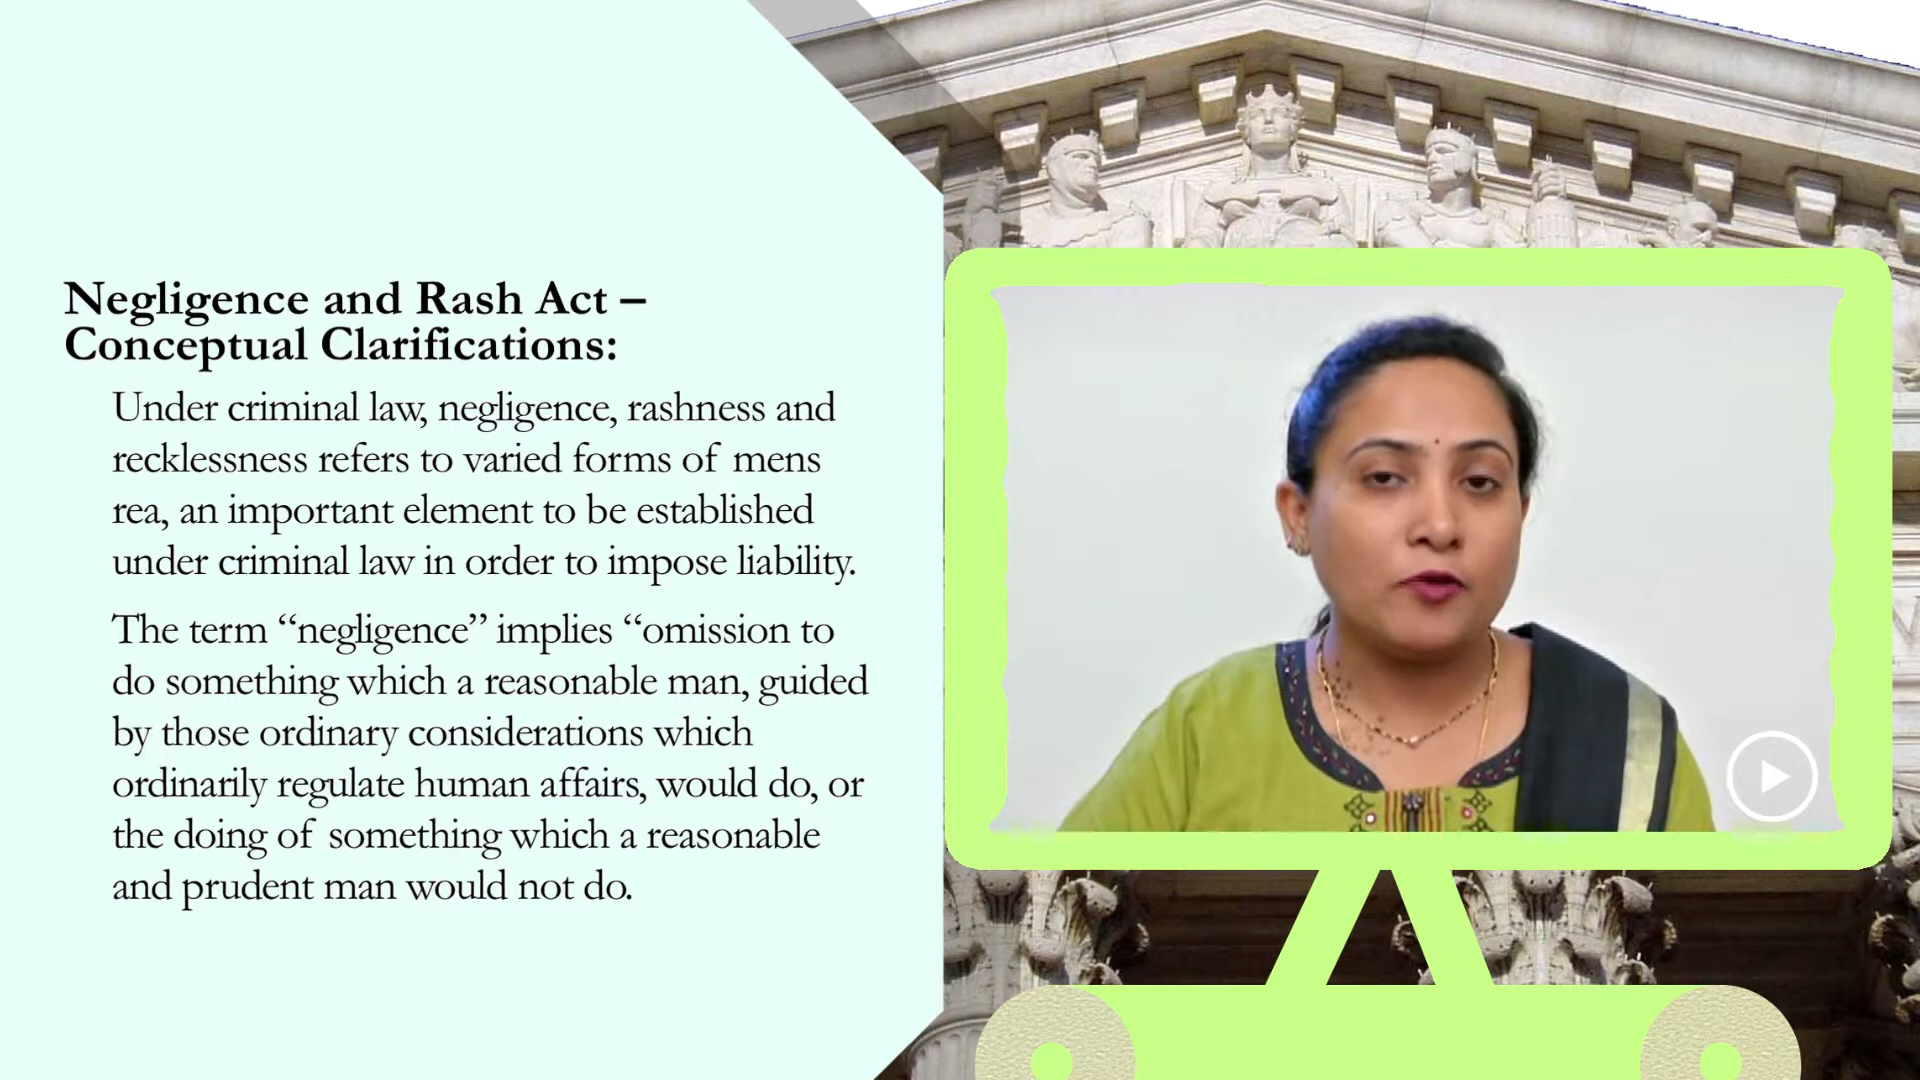 Negligence and Rash Act –
Conceptual Clarifications:
Under criminal law, negligence, rashness and
recklessness refers to varied forms of mens
rea, an important element to be established
under criminal law in order to impose liability.
The term “negligence” implies “omission to
do something which a reasonable man, guided
by those ordinary considerations which
ordinarily regulate human affairs, would do, or
the doing of something which a reasonable
and prudent man would not do.